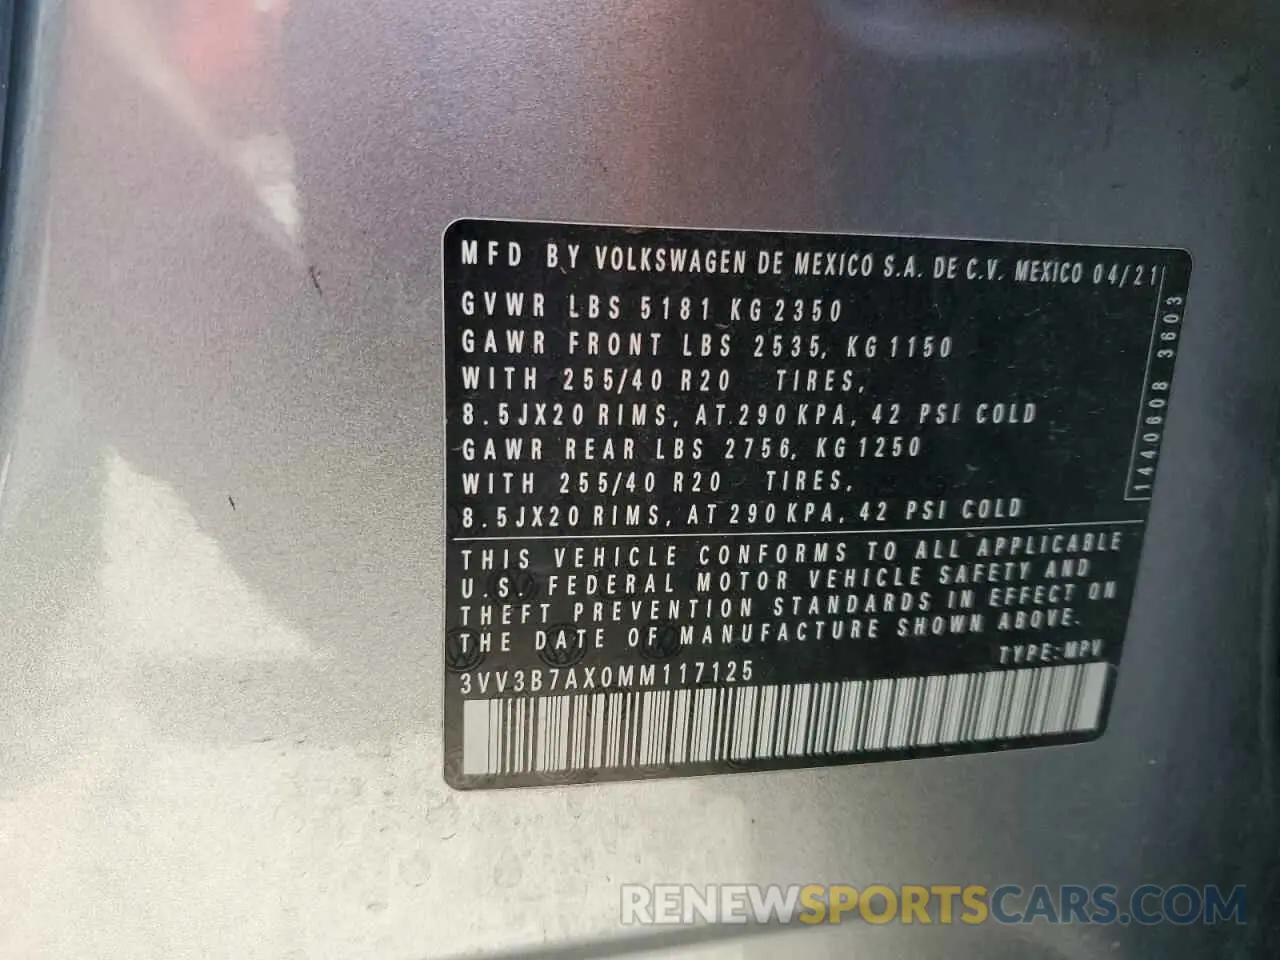 MFD BY VOLKSWAGEN DE MEXICO S.A. DE C.V. MEXICO 04/21
GVWR LBS 5181 KG 2350
GAWR FRONT LBS 2535, KG 1150
WITH 255/40 R20 TIRES,
8.5JX20 RIMS, AT 290 KPA, 42 PSI COLD
GAWR REAR LBS 2756, KG 1250
WITH 255/40 R20 TIRES,
8.5JX20 RIMS, AT 290 KPA, 42 PSI COLD
1440608 3603
THIS VEHICLE CONFORMS TO ALL APPLICABLE
U.S. FEDERAL MOTOR VEHICLE SAFETY AND
THEFT PREVENTION STANDARDS IN EFFECT ON
THE DATE OF MANUFACTURE SHOWN ABOVE.
TYPE:MPV
3VV3B7AX0MM117125
RENEWSPORTSCARS.COM